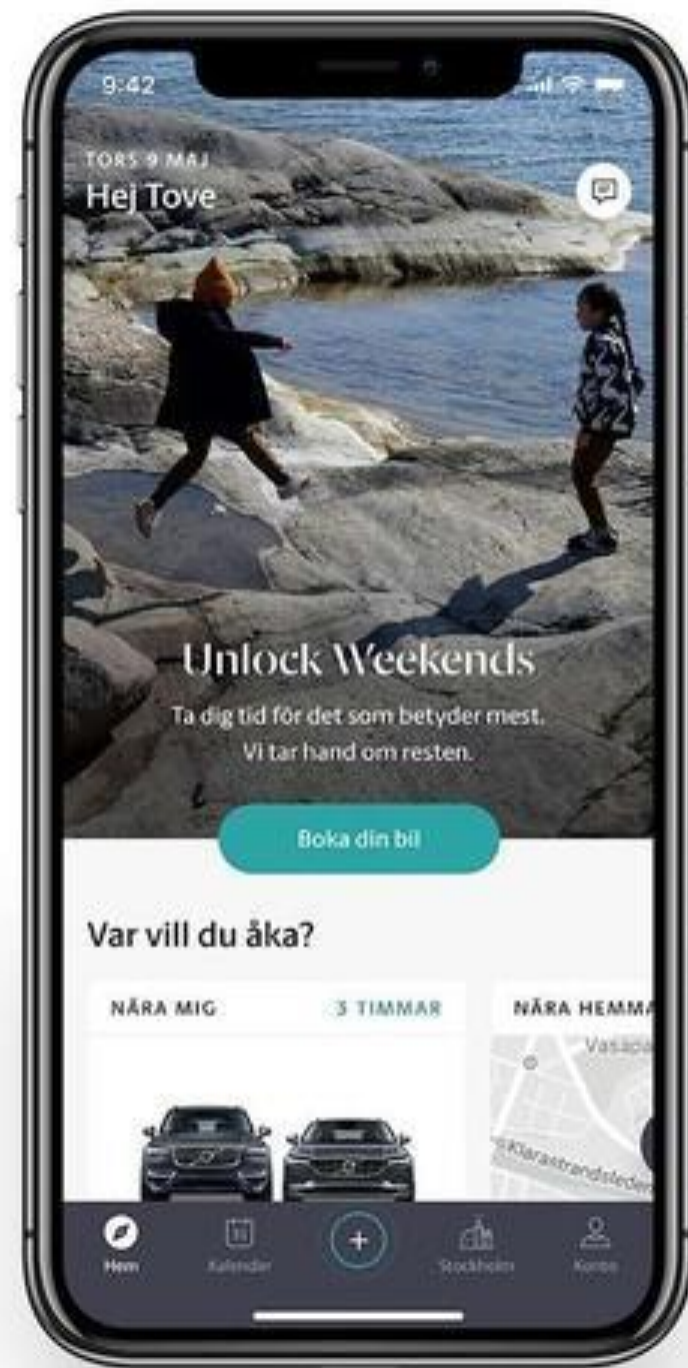 9:42
TORS 9 MAJ
Hej Tove
Unlock Weekends
Ta dig tid för det som betyder mest.
Vi tar hand om resten.
Boka din bil
Var vill du åka?
NÄRA MIG 3 TIMMAR
NÄRA HEMMA
Vasapa
Klarastrandsleden
Hem
Kalender
Stockholm
Konto